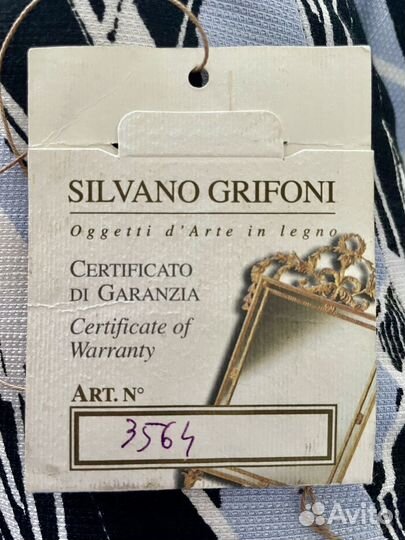 SILVANO GRIFONI
Oggetti d'Arte in legno
CERTIFICATO
DI GARANZIA
Certificate of
Warranty
ART. N°
3564
Avito